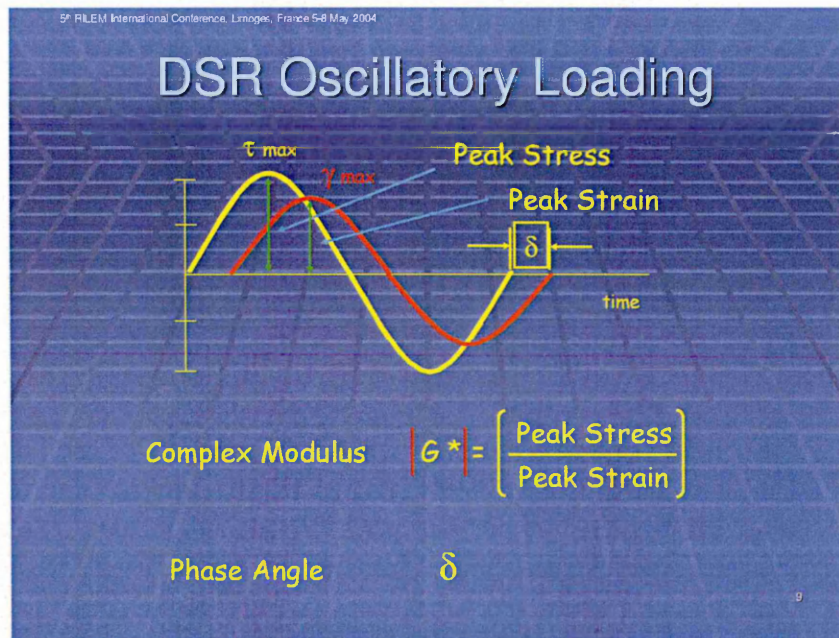 5th RILEM International Conference, Limoges, France 5-8 May 2004
DSR Oscillatory Loading
τ max
Peak Stress
γ max
Peak Strain
δ
time
Complex Modulus |G*| = [Peak Stress / Peak Strain]
Phase Angle δ
9